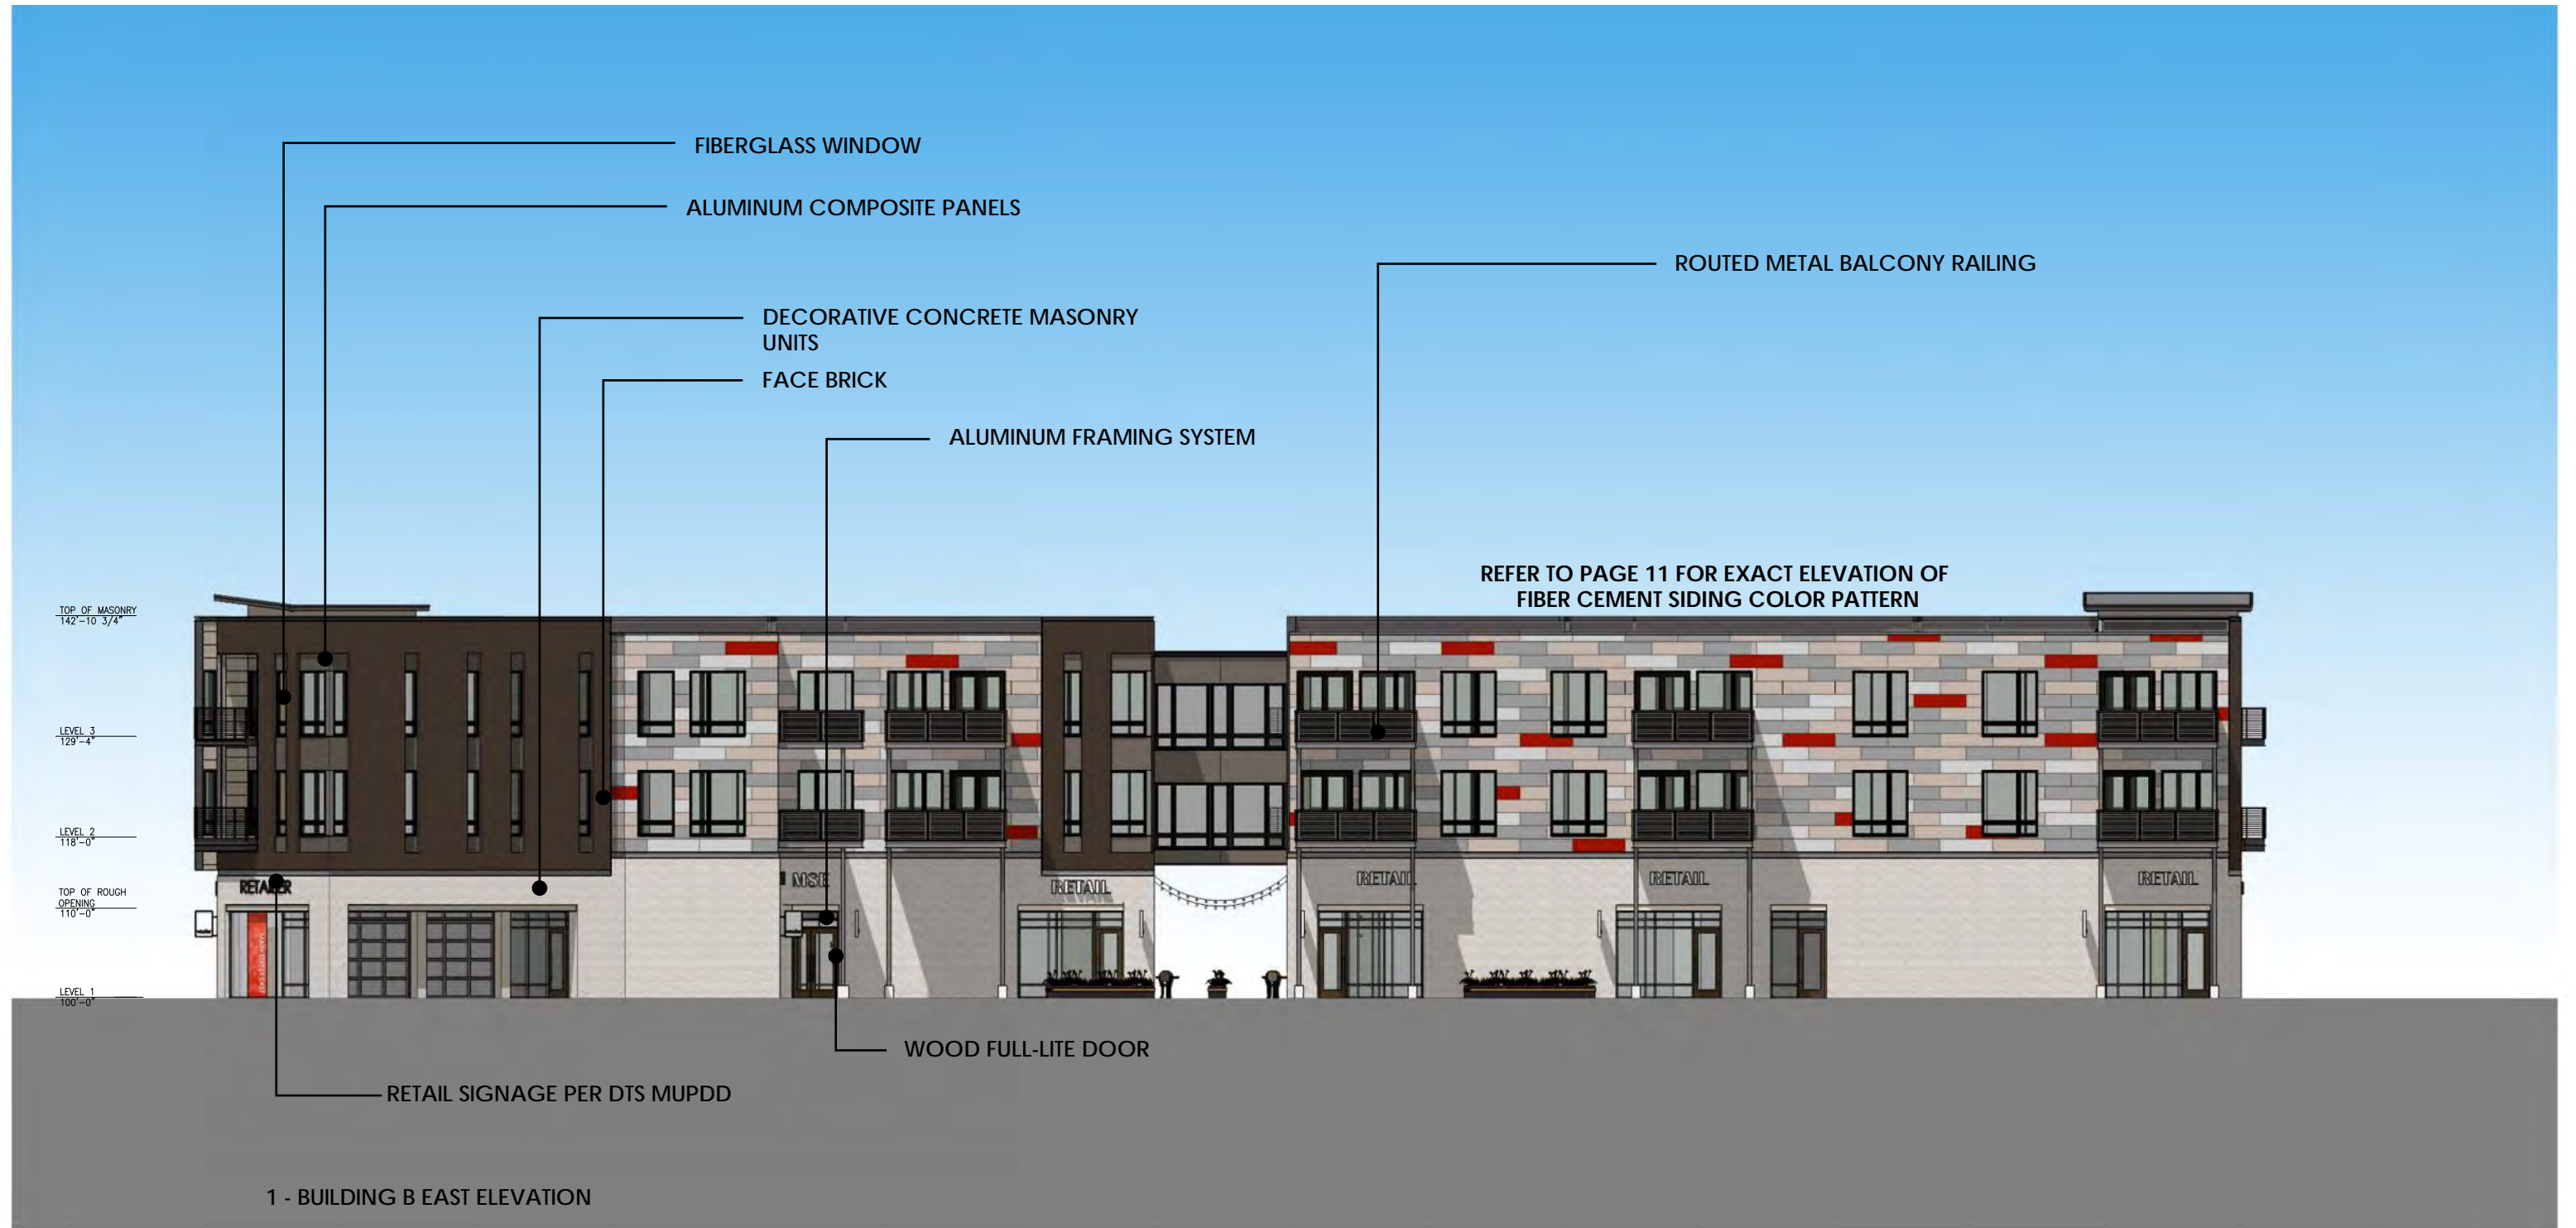 FIBERGLASS WINDOW
ALUMINUM COMPOSITE PANELS
ROUTED METAL BALCONY RAILING
DECORATIVE CONCRETE MASONRY
UNITS
FACE BRICK
ALUMINUM FRAMING SYSTEM
REFER TO PAGE 11 FOR EXACT ELEVATION OF
FIBER CEMENT SIDING COLOR PATTERN
TOP OF MASONRY
142'-10 3/4"
LEVEL 3
129'-4"
LEVEL 2
118'-0"
TOP OF ROUGH
OPENING
110'-0"
LEVEL 1
100'-0"
RETAILER
MSE
RETAIL
RETAIL
RETAIL
RETAIL
WOOD FULL-LITE DOOR
RETAIL SIGNAGE PER DTS MUPDD
1 - BUILDING B EAST ELEVATION